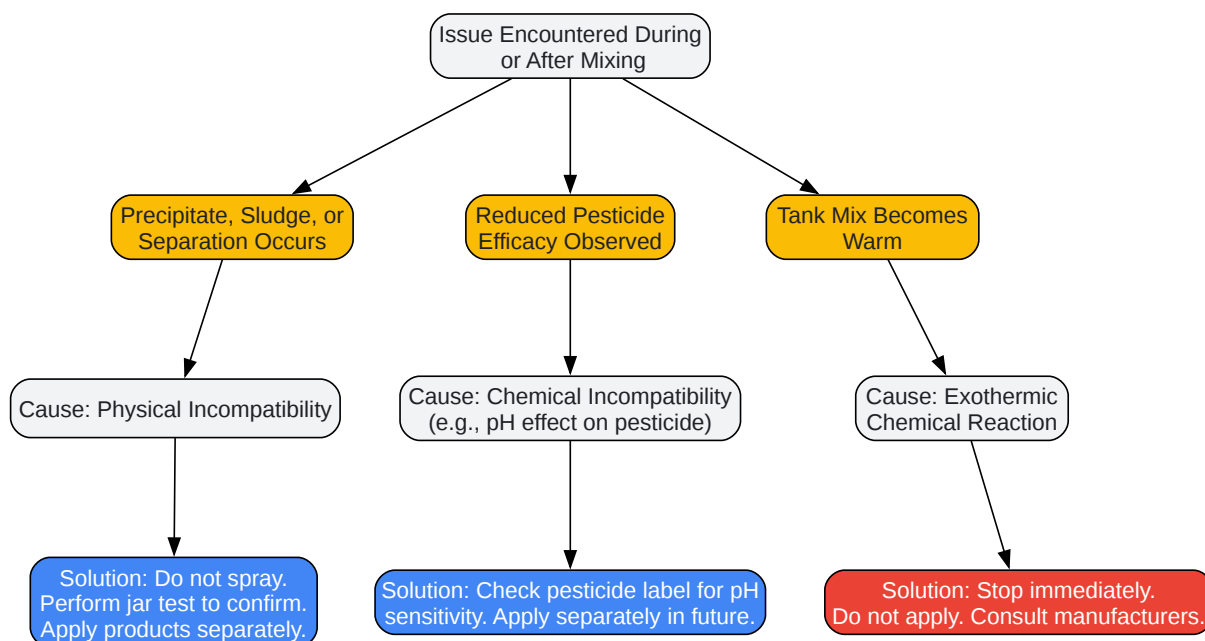 Issue Encountered During
or After Mixing
Precipitate, Sludge, or
Separation Occurs
Reduced Pesticide
Efficacy Observed
Tank Mix Becomes
Warm
Cause: Physical Incompatibility
Cause: Chemical Incompatibility
(e.g., pH effect on pesticide)
Cause: Exothermic
Chemical Reaction
Solution: Do not spray.
Perform jar test to confirm.
Apply products separately.
Solution: Check pesticide label for pH
sensitivity. Apply separately in future.
Solution: Stop immediately.
Do not apply. Consult manufacturers.